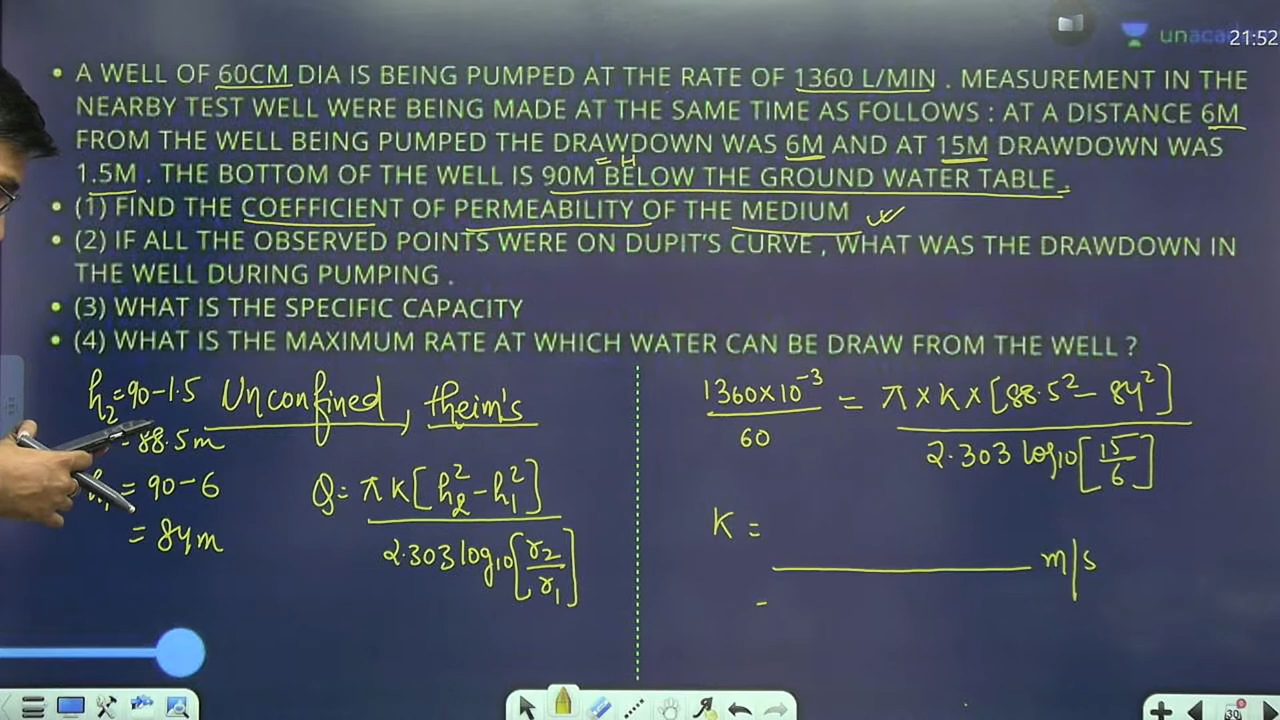 unaca
21:52
• A WELL OF 60CM DIA IS BEING PUMPED AT THE RATE OF 1360 L/MIN . MEASUREMENT IN THE
NEARBY TEST WELL WERE BEING MADE AT THE SAME TIME AS FOLLOWS : AT A DISTANCE 6M
FROM THE WELL BEING PUMPED THE DRAWDOWN WAS 6M AND AT 15M DRAWDOWN WAS
= H
1.5M . THE BOTTOM OF THE WELL IS 90M BELOW THE GROUND WATER TABLE .
• (1) FIND THE COEFFICIENT OF PERMEABILITY OF THE MEDIUM
• (2) IF ALL THE OBSERVED POINTS WERE ON DUPIT'S CURVE , WHAT WAS THE DRAWDOWN IN
THE WELL DURING PUMPING .
• (3) WHAT IS THE SPECIFIC CAPACITY
• (4) WHAT IS THE MAXIMUM RATE AT WHICH WATER CAN BE DRAW FROM THE WELL ?
h₂ = 90 - 1.5
= 88.5m
h₁ = 90 - 6
= 84m
Unconfined, theim's
Q = π K [h₂² - h₁²]
2.303 log10 [r₂/r₁]
1360 x 10⁻³ / 60 = π x K x [88.5² - 84²]
2.303 log10 [15/6]
K =
m/s
-
30